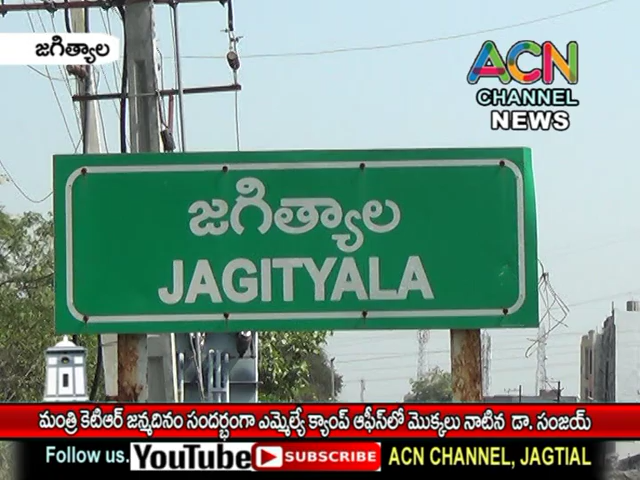 జగిత్యాల
ACN
CHANNEL
NEWS
జగిత్యాల
JAGITYALA
మంత్రి కెటిఆర్ జన్మదినం సందర్భంగా ఎమ్మెల్యే క్యాంప్ ఆఫీస్‌లో మొక్కలు నాటిన డా. సంజయ్
Follow us. YouTube SUBSCRIBE ACN CHANNEL, JAGTIAL